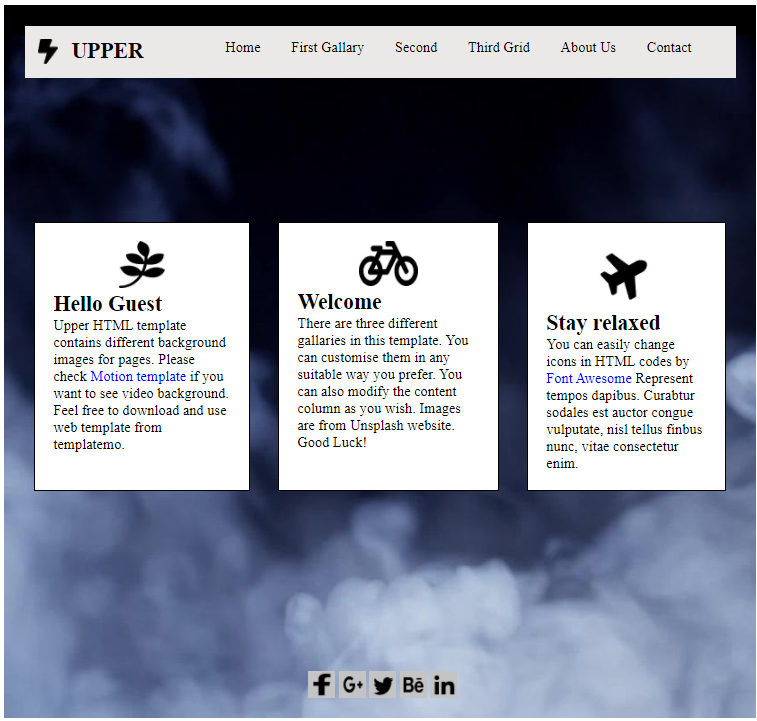 UPPER
Home First Gallary Second Third Grid About Us Contact
Hello Guest
Upper HTML template
contains different background
images for pages. Please
check Motion template if you
want to see video background.
Feel free to download and use
web template from
templatemo.
Welcome
There are three different
gallaries in this template. You
can customise them in any
suitable way you prefer. You
can also modify the content
column as you wish. Images
are from Unsplash website.
Good Luck!
Stay relaxed
You can easily change
icons in HTML codes by
Font Awesome Represent
tempos dapibus. Curabtur
sodales est auctor congue
vulputate, nisl tellus finbus
nunc, vitae consectetur
enim.
f G+ Bē in